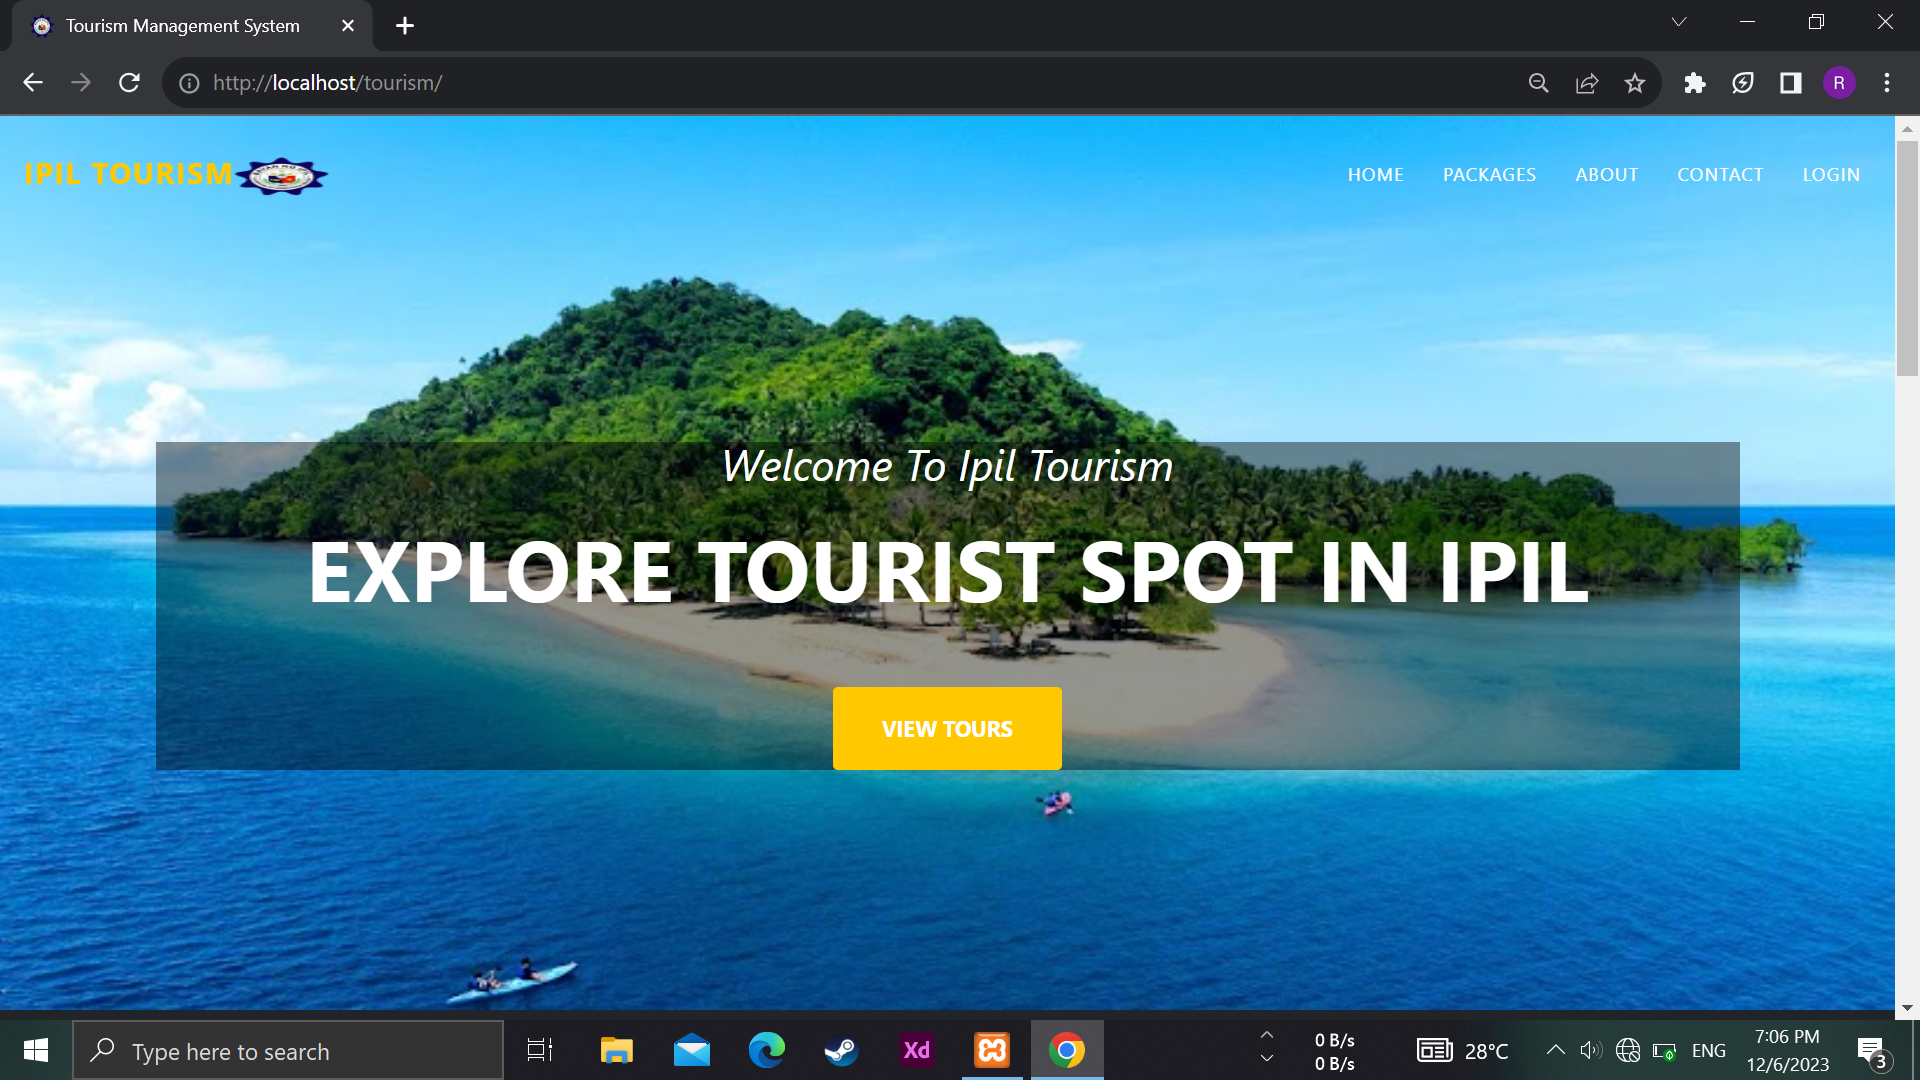 Tourism Management System
http://localhost/tourism/
R
IPIL TOURISM
HOME
PACKAGES
ABOUT
CONTACT
LOGIN
Welcome To Ipil Tourism
EXPLORE TOURIST SPOT IN IPIL
VIEW TOURS
Type here to search
Xd
0 B/s
0 B/s
28°C
ENG
7:06 PM
12/6/2023
3